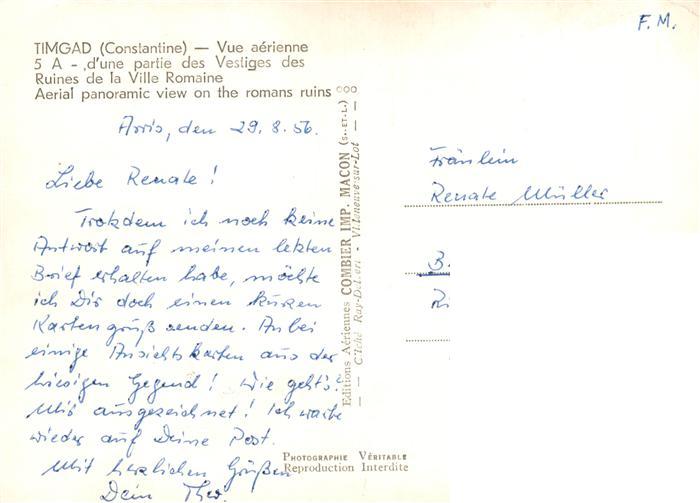 F. M.
TIMGAD (Constantine) — Vue aérienne
5 A - d'une partie des Vestiges des
Ruines de la Ville Romaine
Aerial panoramic view on the romans ruins
Arris, den 29. 8. 56.
Liebe Renate!
Trotzdem ich noch keine
Antwort auf meinen letzten
Brief erhalten habe, möchte
ich Dir doch einen kurzen
Kartengruß senden. Anbei
einige Ansichtskarten aus der
hiesigen Gegend! Wie geht's?
Mir ausgezeichnet! Ich warte
wieder auf Deine Post.
Mit herzlichen Grüßen
Dein Theo.
Editions Aériennes COMBIER IMP. MACON (S.-ET-L.)
Cliché Ray-Delvert - Villeneuve-sur-Lot
PHOTOGRAPHIE VÉRITABLE
Reproduction Interdite
Fräulein
Renate Müller
B.